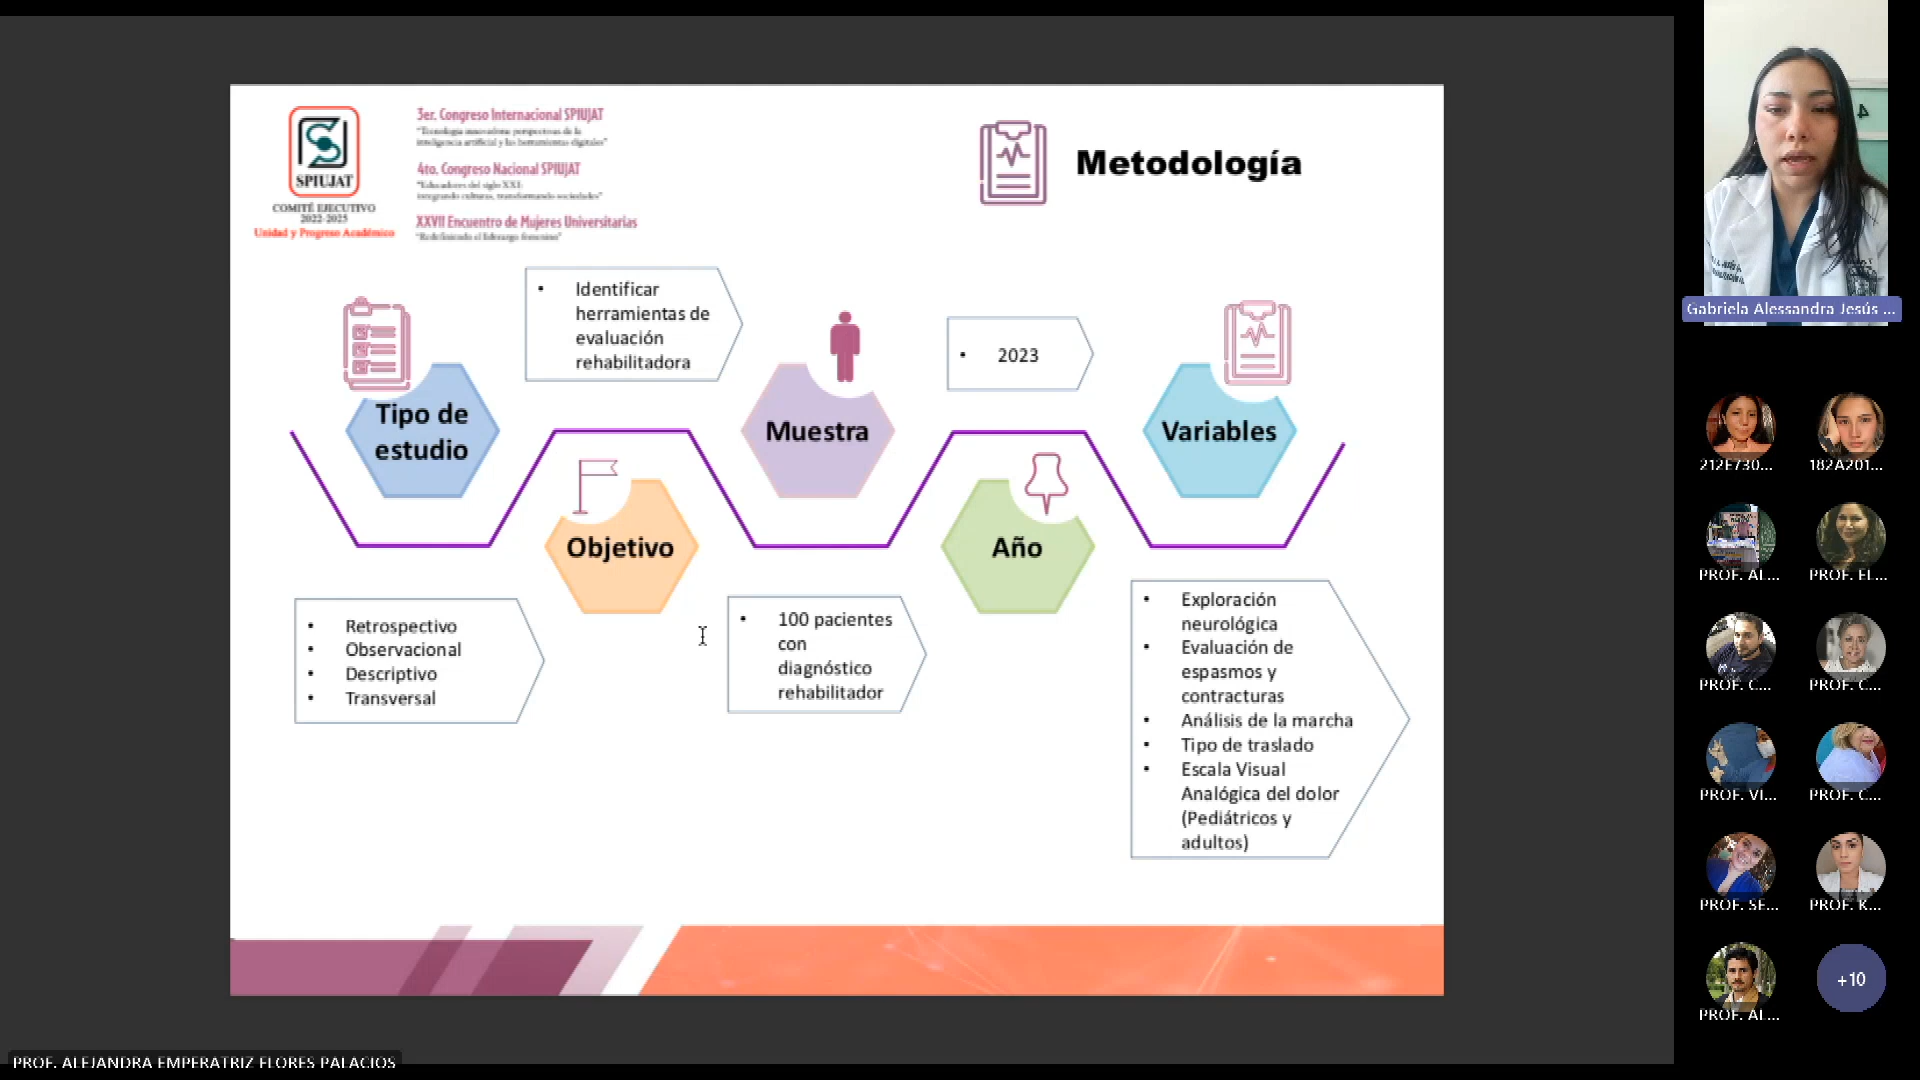 SPIUJAT
COMITÉ EJECUTIVO
2022-2025
Unidad y Progreso Académico
3er. Congreso Internacional SPIUJAT
"Tecnología innovadora: perspectivas de la
inteligencia artificial y las herramientas digitales"
4to. Congreso Nacional SPIUJAT
"Educadores del siglo XXI:
integrando culturas, transformando sociedades"
XXVII Encuentro de Mujeres Universitarias
"Redefiniendo el liderazgo femenino"
Metodología
• Identificar
herramientas de
evaluación
rehabilitadora
• 2023
Tipo de
estudio
Muestra
Variables
Objetivo
Año
• Retrospectivo
• Observacional
• Descriptivo
• Transversal
• 100 pacientes
con
diagnóstico
rehabilitador
• Exploración
neurológica
• Evaluación de
espasmos y
contracturas
• Análisis de la marcha
• Tipo de traslado
• Escala Visual
Analógica del dolor
(Pediátricos y
adultos)
4
Gabriela Alessandra Jesús ...
212E730... 182A201...
PROF. AL... PROF. EL...
PROF. C... PROF. C...
PROF. VI... PROF. C...
PROF. SE... PROF. K...
PROF. AL... +10
PROF. ALEJANDRA EMPERATRIZ FLORES PALACIOS